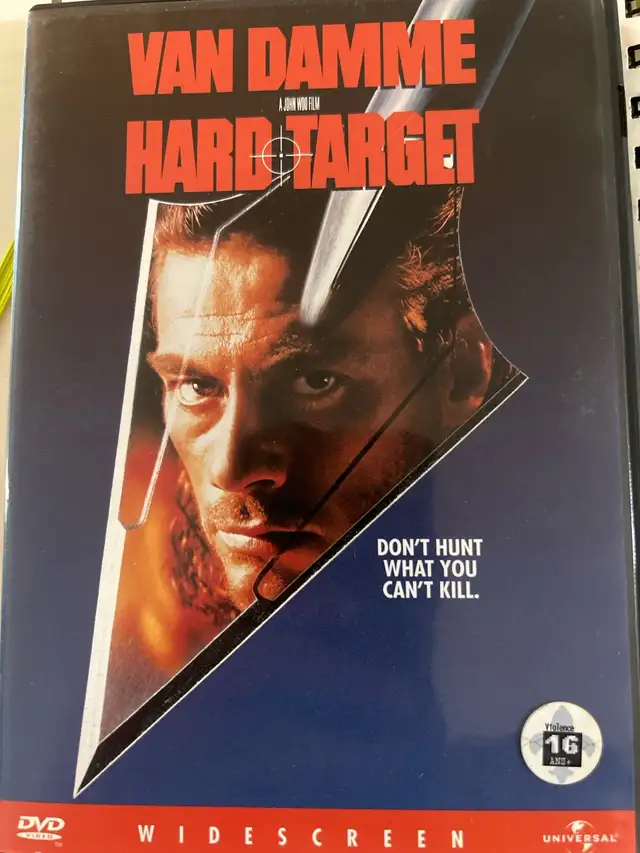 VAN DAMME
A JOHN WOO FILM
HARD TARGET
DON'T HUNT
WHAT YOU
CAN'T KILL.
Violence
16
ANS+
DVD
VIDEO
WIDESCREEN
UNIVERSAL